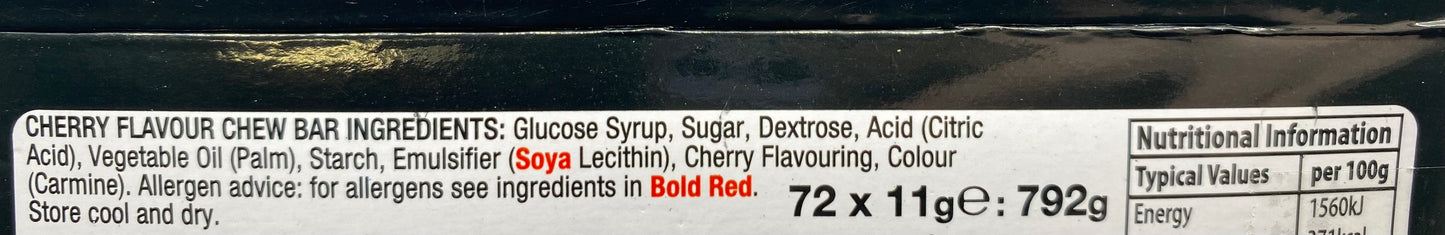 CHERRY FLAVOUR CHEW BAR INGREDIENTS: Glucose Syrup, Sugar, Dextrose, Acid (Citric
Acid), Vegetable Oil (Palm), Starch, Emulsifier (Soya Lecithin), Cherry Flavouring, Colour
(Carmine). Allergen advice: for allergens see ingredients in Bold Red.
Store cool and dry.
72 x 11g℮: 792g
Nutritional Information
Typical Values per 100g
Energy 1560kJ